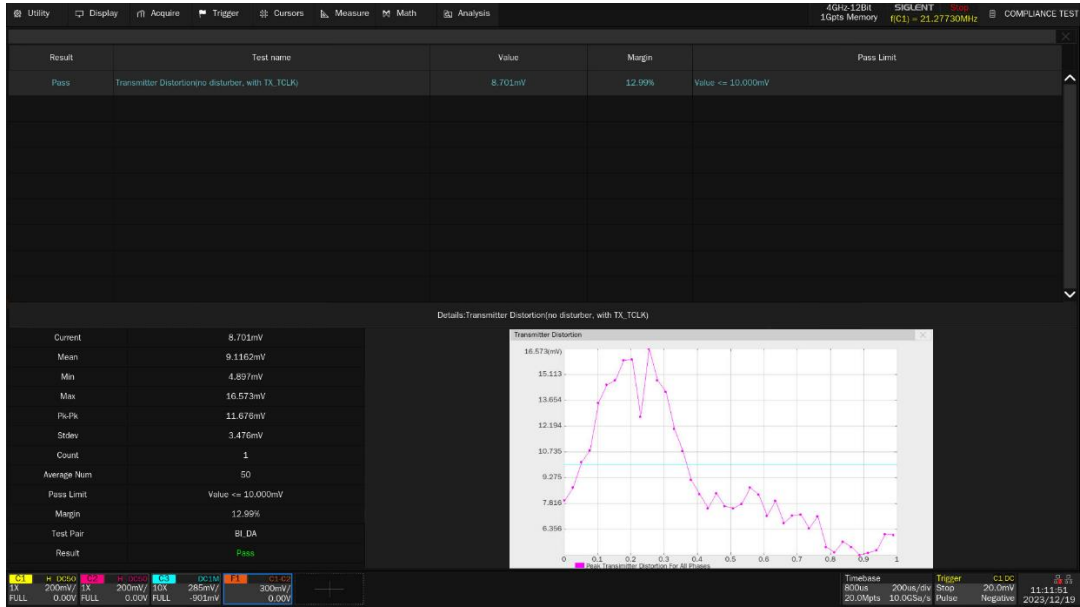 Utility Display Acquire Trigger Cursors Measure Math Analysis
4GHz-12Bit SIGLENT Stop
1Gpts Memory f(C1) = 21.27730MHz COMPLIANCE TEST
Result Test name Value Margin Pass Limit
Pass Transmitter Distortion(no disturber, with TX_TCLK) 8.701mV 12.99% Value <= 10.000mV
Details:Transmitter Distortion(no disturber, with TX_TCLK)
Current 8.701mV
Mean 9.1162mV
Min 4.897mV
Max 16.573mV
Pk-Pk 11.676mV
Stdev 3.476mV
Count 1
Average Num 50
Pass Limit Value <= 10.000mV
Margin 12.99%
Test Pair BI_DA
Result Pass
Transmitter Distortion
16.573(mV)
15.113
13.654
12.194
10.735
9.275
7.816
6.356
0 0.1 0.2 0.3 0.4 0.5 0.6 0.7 0.8 0.9 1
Peak Transmitter Distortion For All Phases
C1 H DC50 C2 H DC50 C3 DC1M F1 C1-C2
1X 200mV/ 1X 200mV/ 10X 285mV/ 300mV/
FULL 0.00V FULL 0.00V FULL -901mV 0.00V
Timebase Trigger C1 DC
800us 200us/div Stop 20.0mV 11:11:51
20.0Mpts 10.0GSa/s Pulse Negative 2023/12/19